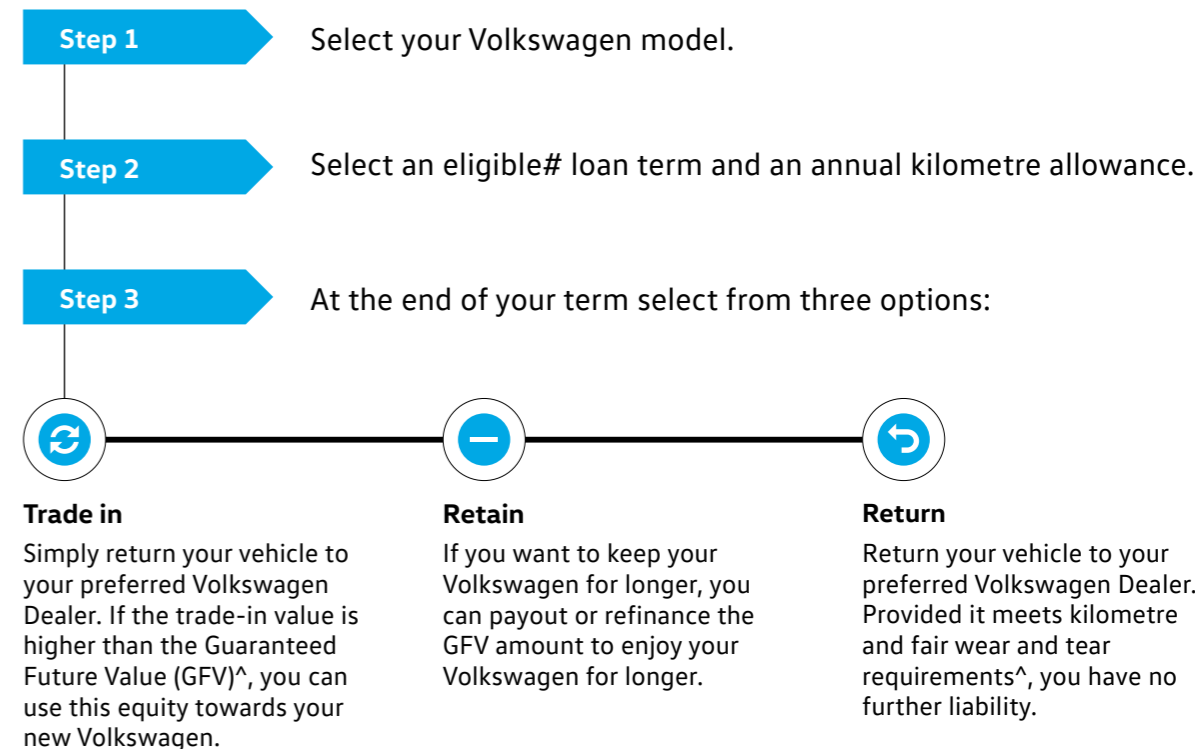 Step 1
Select your Volkswagen model.
Step 2
Select an eligible# loan term and an annual kilometre allowance.
Step 3
At the end of your term select from three options:
Trade in
Simply return your vehicle to
your preferred Volkswagen
Dealer. If the trade-in value is
higher than the Guaranteed
Future Value (GFV)^, you can
use this equity towards your
new Volkswagen.
Retain
If you want to keep your
Volkswagen for longer, you
can payout or refinance the
GFV amount to enjoy your
Volkswagen for longer.
Return
Return your vehicle to your
preferred Volkswagen Dealer.
Provided it meets kilometre
and fair wear and tear
requirements^, you have no
further liability.